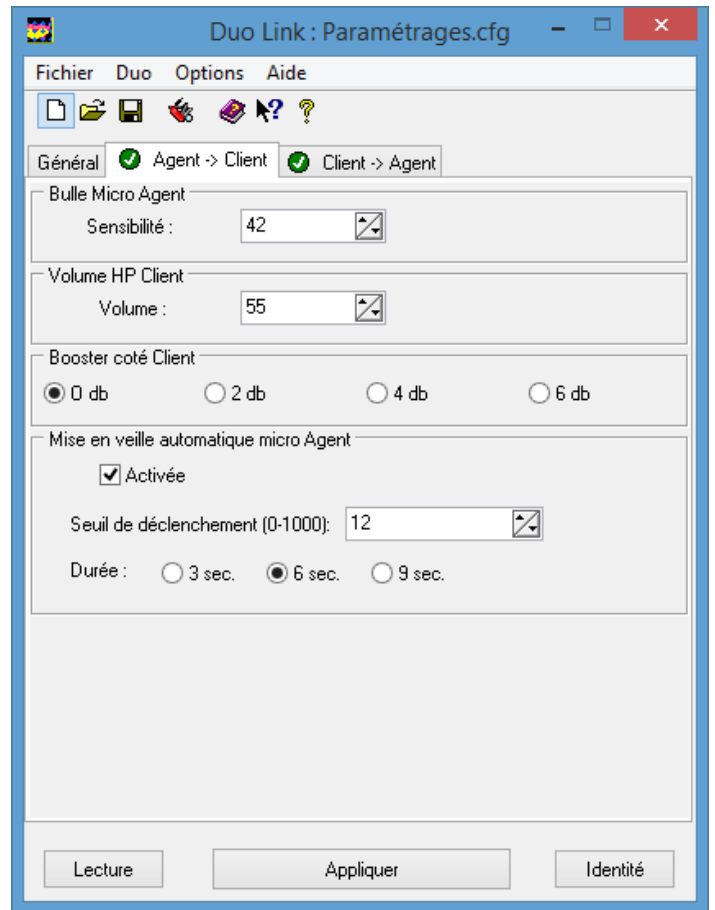 Duo Link : Paramétrages.cfg
Fichier Duo Options Aide
Général Agent -> Client Client -> Agent
Bulle Micro Agent
Sensibilité : 42
Volume HP Client
Volume : 55
Booster coté Client
0 db 2 db 4 db 6 db
Mise en veille automatique micro Agent
Activée
Seuil de déclenchement (0-1000): 12
Durée : 3 sec. 6 sec. 9 sec.
Lecture Appliquer Identité